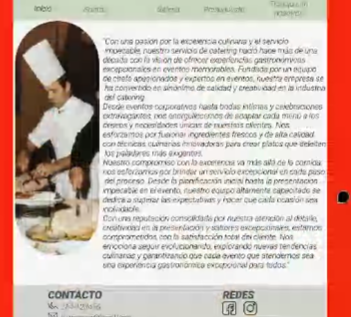 Inicio
"Con una pasión por la excelencia culinaria y el servicio
impecable, nuestro servicio de catering nació hace más de una
década con la visión de ofrecer experiencias gastronómicas
excepcionales en eventos memorables. Fundada por un equipo
de chefs apasionados y expertos en eventos, nuestra empresa se
ha convertido en sinónimo de calidad y creatividad en la industria
del catering.
Desde eventos corporativos hasta bodas íntimas y celebraciones
extravagantes, nos enorgullecemos de adaptar cada menú a los
deseos y necesidades únicas de nuestros clientes. Nos
esforzamos por fusionar ingredientes frescos y de alta calidad
con técnicas culinarias innovadoras para crear platos que deleiten
los paladares más exigentes.
Nuestro compromiso con la experiencia va más allá de la comida;
nos esforzamos por brindar un servicio excepcional en cada paso
del proceso. Desde la planificación inicial hasta la presentación
impecable en el evento, nuestro equipo altamente capacitado se
dedica a superar las expectativas y hacer que cada ocasión sea
inolvidable.
Con una reputación consolidada por nuestra atención al detalle,
creatividad en la presentación y sabores excepcionales, estamos
comprometidos con la satisfacción total del cliente. Nos
emociona seguir evolucionando, explorando nuevas tendencias
culinarias y garantizando que cada evento que atendemos sea
una experiencia gastronómica excepcional para todos."
CONTACTO
REDES